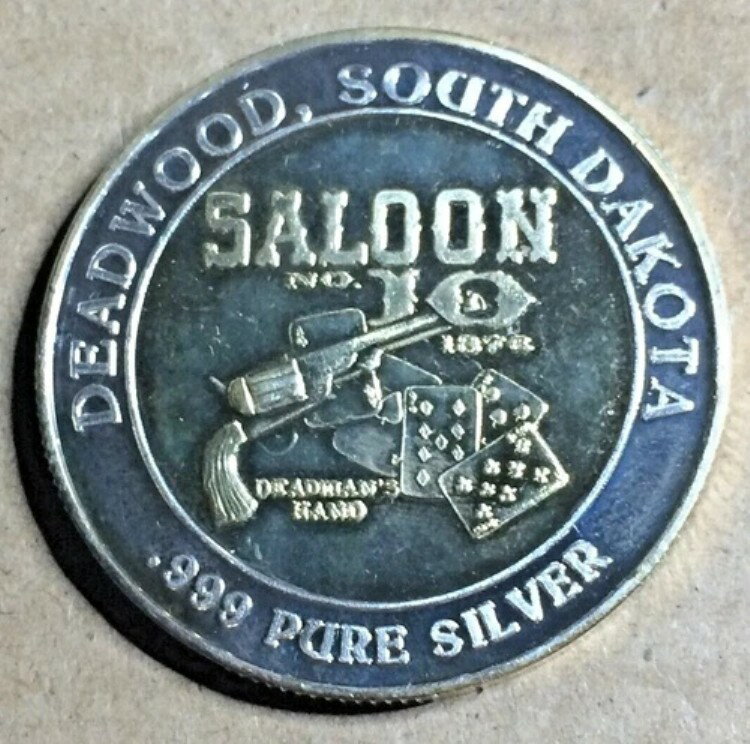 DEADWOOD, SOUTH DAKOTA
SALOON
NO. 10
1876
DEADMAN'S
HAND
.999 PURE SILVER